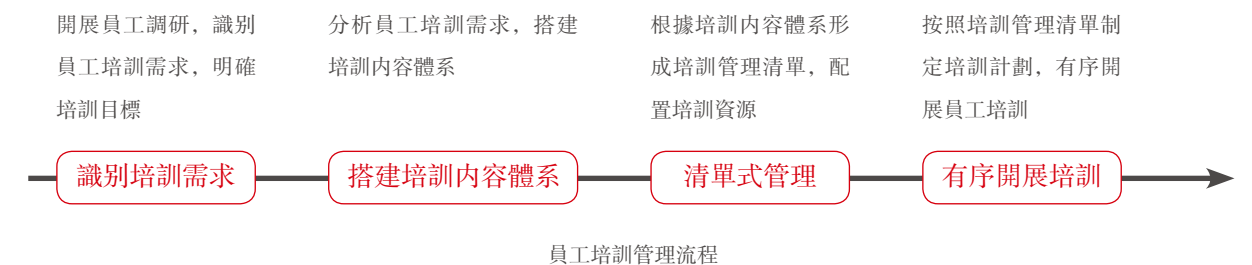 開展員工調研，識別
員工培訓需求，明確
培訓目標
分析員工培訓需求，搭建
培訓內容體系
根據培訓內容體系形
成培訓管理清單，配
置培訓資源
按照培訓管理清單制
定培訓計劃，有序開
展員工培訓
識別培訓需求
搭建培訓內容體系
清單式管理
有序開展培訓
員工培訓管理流程